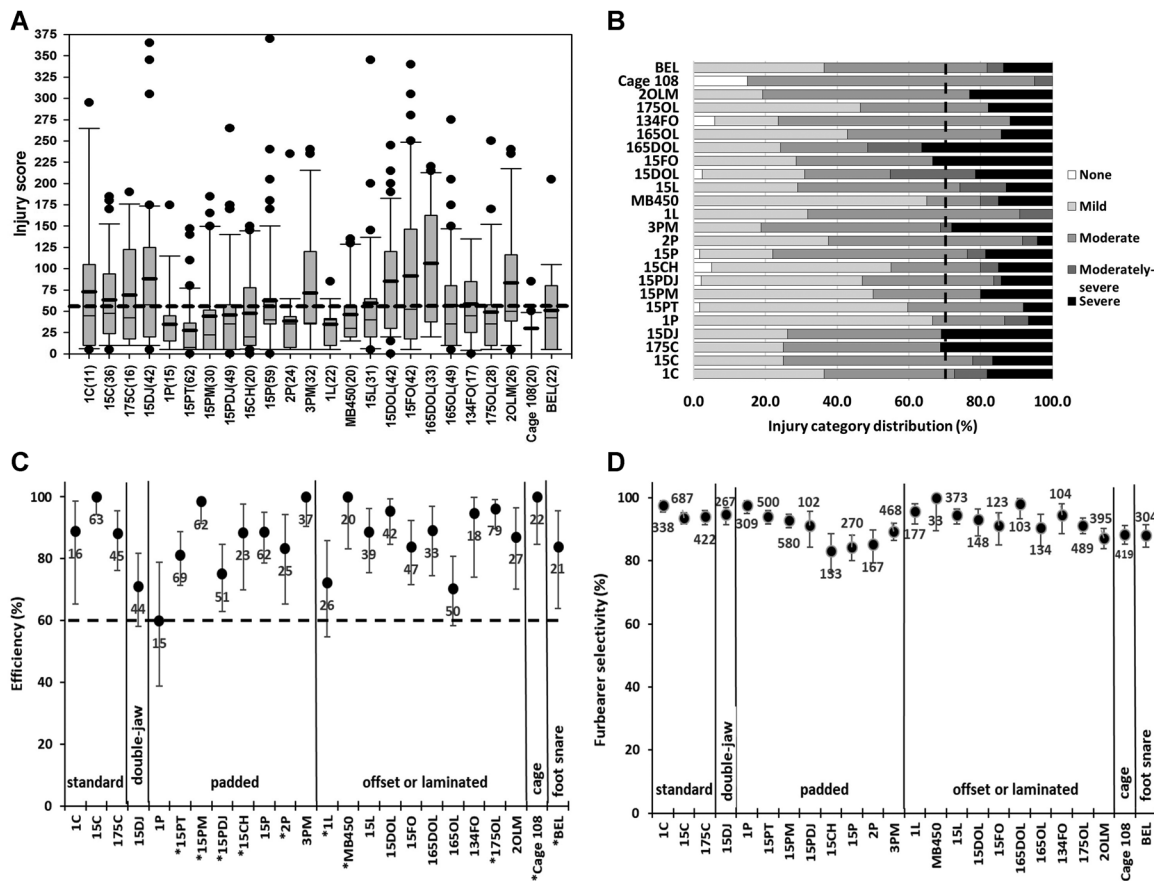 A
Injury score
375
350
325
300
275
250
225
200
175
150
125
100
75
50
25
0
1C(11)
15C(36)
175C(16)
15DJ(42)
1P(15)
15PT(62)
15PM(30)
15PDJ(49)
15CH(20)
15P(59)
2P(24)
3PM(32)
1L(22)
MB450(20)
15L(31)
15DOL(42)
15FO(42)
165DOL(33)
165OL(49)
134FO(17)
175OL(28)
2OLM(26)
Cage 108(20)
BEL(22)
B
BEL
Cage 108
2OLM
175OL
134FO
165OL
165DOL
15FO
15DOL
15L
MB450
1L
3PM
2P
15P
15CH
15PDJ
15PM
15PT
1P
15DJ
175C
15C
1C
0.0 20.0 40.0 60.0 80.0 100.0
Injury category distribution (%)
None
Mild
Moderate
Moderately-
severe
Severe
C
Efficiency (%)
100
80
60
40
20
0
16
63
45
44
15
69
62
51
23
62
25
37
26
20
39
42
47
33
50
18
79
27
22
21
standard
double-jaw
padded
offset or laminated
cage
foot snare
1C
15C
175C
15DJ
1P
*15PT
*15PM
*15PDJ
*15CH
15P
*2P
3PM
*1L
*MB450
15L
15DOL
15FO
165DOL
165OL
134FO
*175OL
2OLM
*Cage 108
*BEL
D
Furbearer selectivity (%)
100
80
60
40
20
0
338
687
422
267
309
500
580
102
133
270
167
468
177
33
373
148
123
103
134
104
489
395
419
304
standard
double-jaw
padded
offset or laminated
cage
foot snare
1C
15C
175C
15DJ
1P
15PT
15PM
15PDJ
15CH
15P
2P
3PM
1L
MB450
15L
15DOL
15FO
165DOL
165OL
134FO
175OL
2OLM
Cage 108
BEL